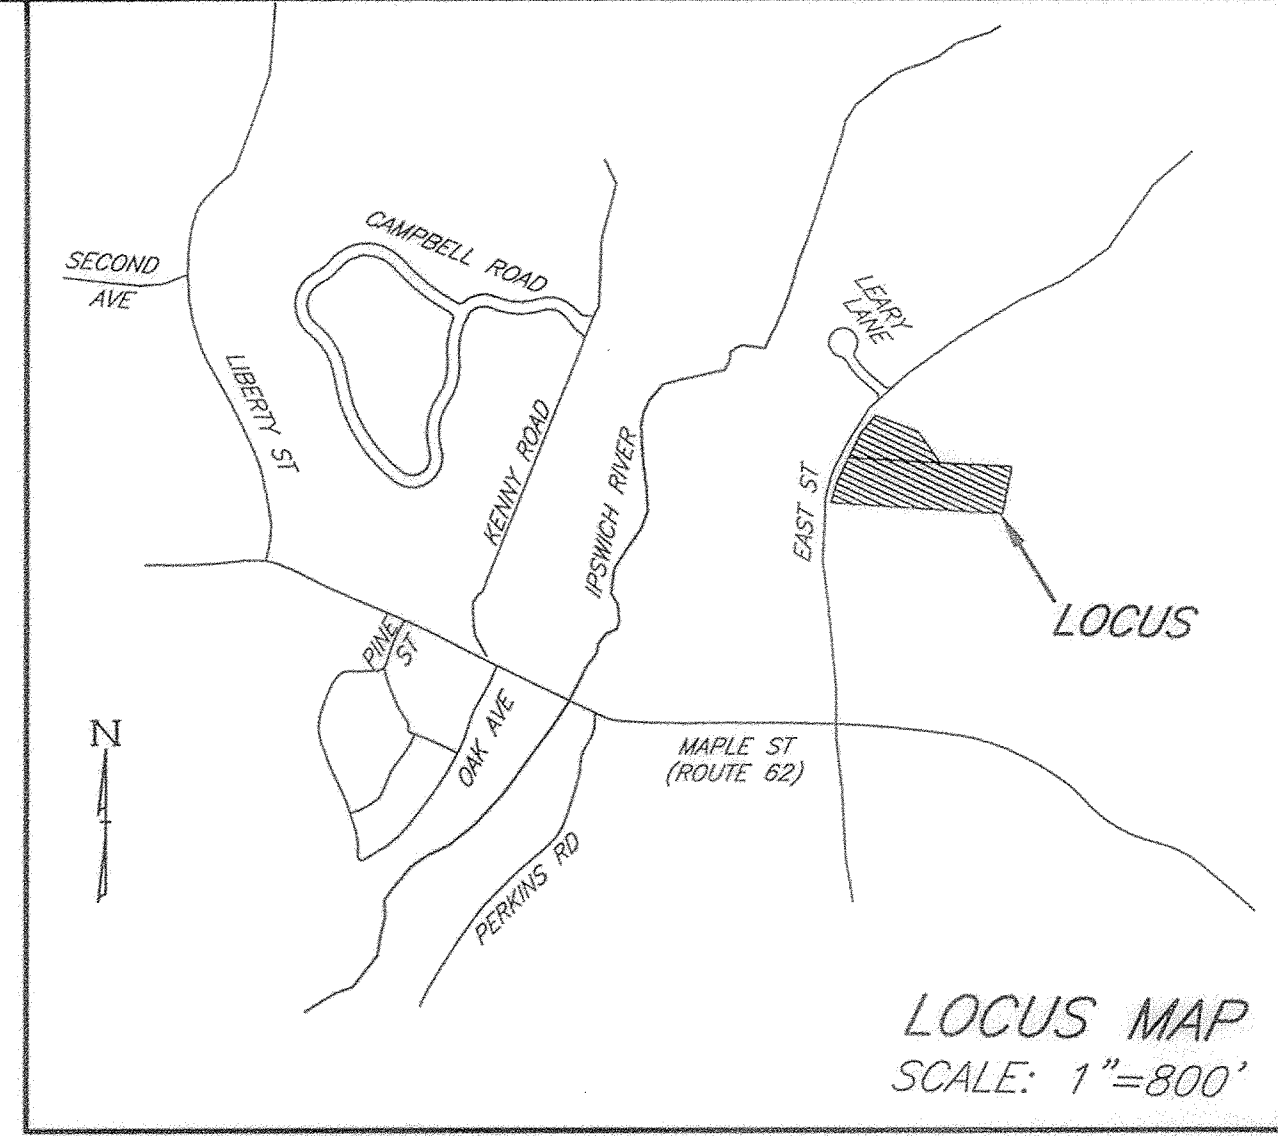 CAMPBELL ROAD
SECOND
AVE
LEARY
LANE
LIBERTY ST
KENNY ROAD
IPSWICH RIVER
EAST ST
LOCUS
PINE
ST
OAK AVE
N
MAPLE ST
(ROUTE 62)
PERKINS RD
LOCUS MAP
SCALE: 1"=800'